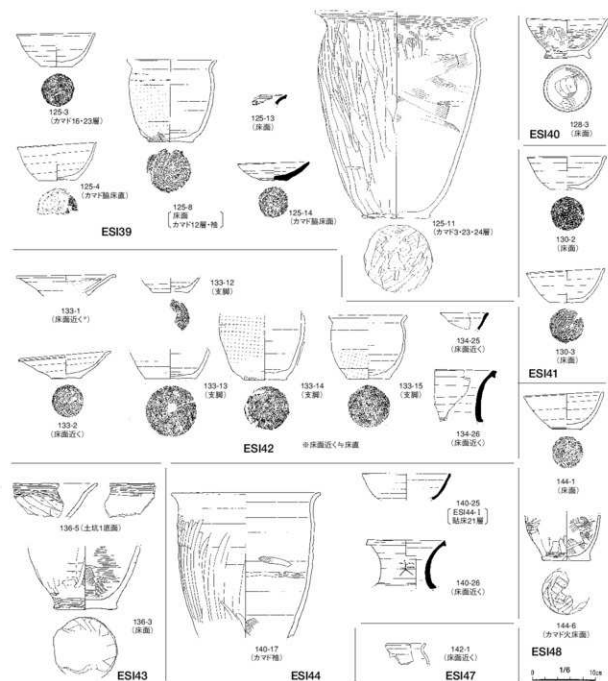 125-3
(カマド16・23層)
125-4
(カマド脇床直)
125-8
床面
カマド12層・袖
125-13
(床面)
125-14
(カマド脇床面)
125-11
(カマド3・23・24層)
ESI39
128-3
(床面)
ESI40
130-2
(床面)
130-3
(床面)
ESI41
133-1
(床面近く※)
133-2
(床面近く)
133-12
(支脚)
133-13
(支脚)
133-14
(支脚)
133-15
(支脚)
134-25
(床面近く)
134-26
(床面近く)
ESI42
※床面近く≒床直
136-5 (土坑1底面)
136-3
(床面)
ESI43
140-17
(カマド袖)
140-25
ESI44-1
貼床21層
140-26
(床面近く)
ESI44
142-1
(床面近く)
ESI47
144-1
(床面)
144-6
(カマド火床面)
ESI48
0 1/6 10cm